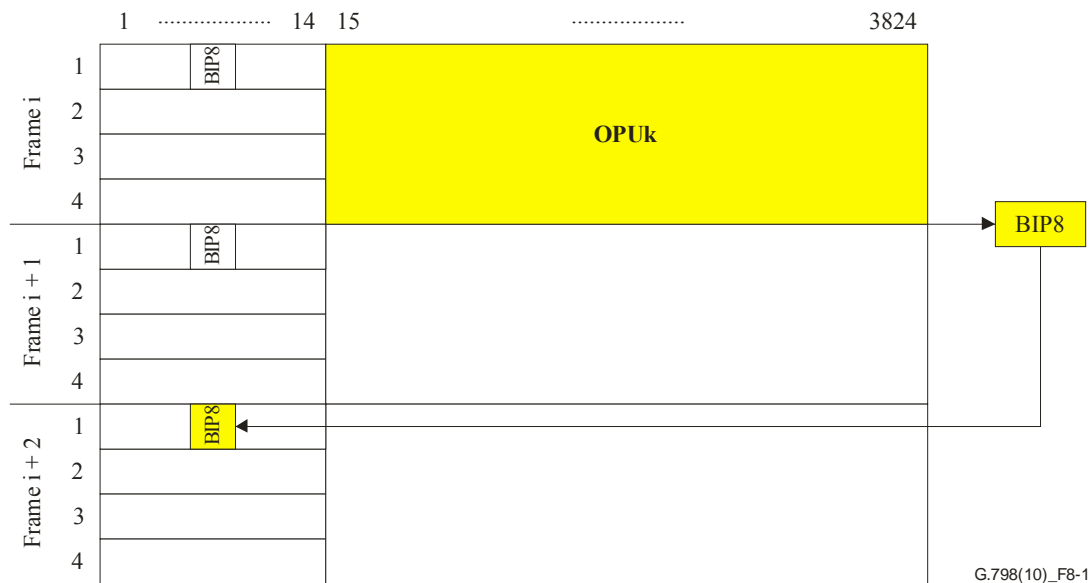 1 ................... 14 15 ................... 3824
Frame i
1 BIP8
2
3
4
OPUk
BIP8
Frame i + 1
1 BIP8
2
3
4
Frame i + 2
1 BIP8
2
3
4
G.798(10)_F8-1